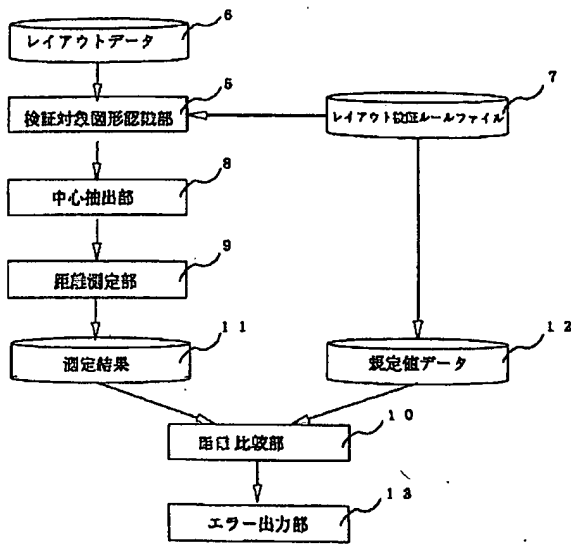 6
レイアウトデータ
5
検証対象図形認識部
7
レイアウト検証ルールファイル
8
中心抽出部
9
距離測定部
11
測定結果
12
規定値データ
10
距離比較部
13
エラー出力部